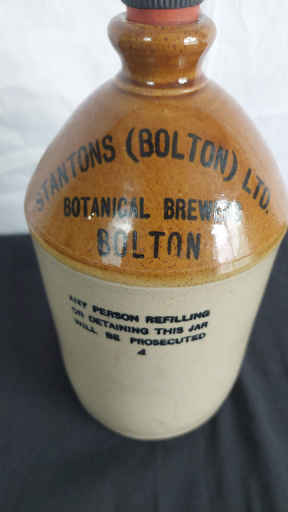 STANTONS (BOLTON) LTD.
BOTANICAL BREWERS
BOLTON
ANY PERSON REFILLING
OR DETAINING THIS JAR
WILL BE PROSECUTED
4